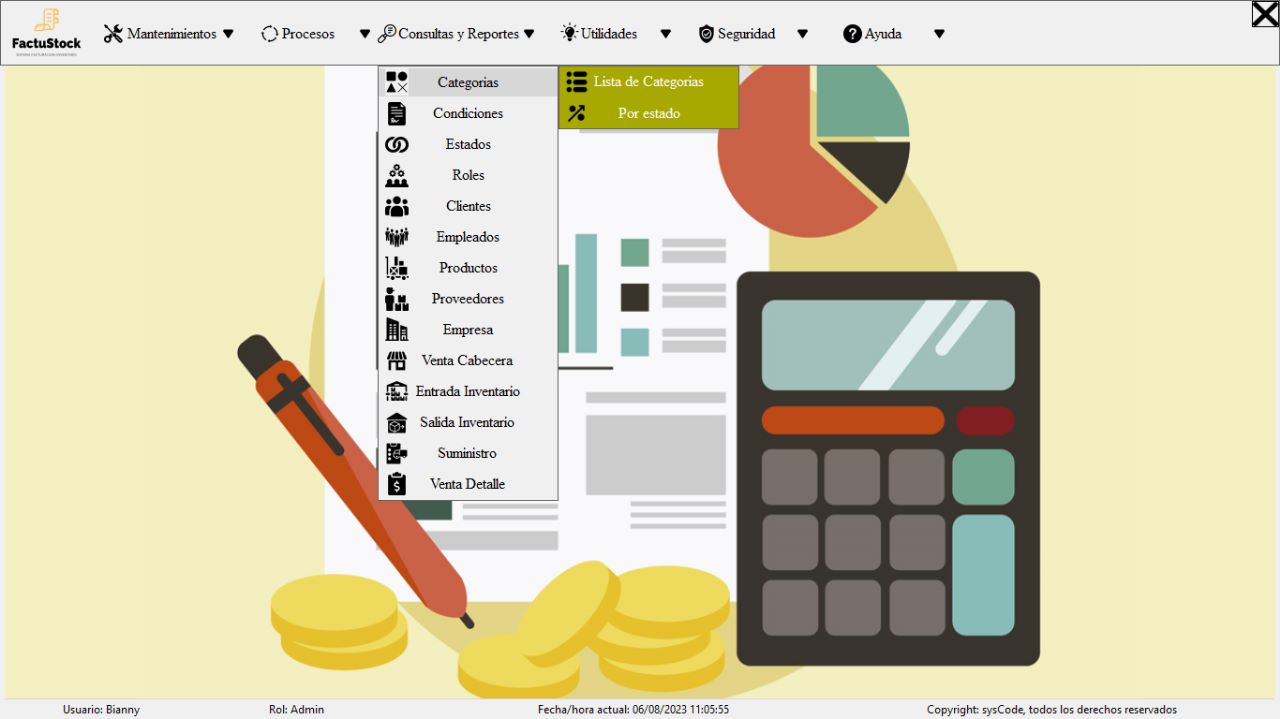 FactuStock
Mantenimientos
Procesos
Consultas y Reportes
Utilidades
Seguridad
Ayuda
Categorias
Condiciones
Estados
Roles
Clientes
Empleados
Productos
Proveedores
Empresa
Venta Cabecera
Entrada Inventario
Salida Inventario
Suministro
Venta Detalle
Lista de Categorias
Por estado
Usuario: Bianny
Rol: Admin
Fecha/hora actual: 06/08/2023 11:05:55
Copyright: sysCode, todos los derechos reservados